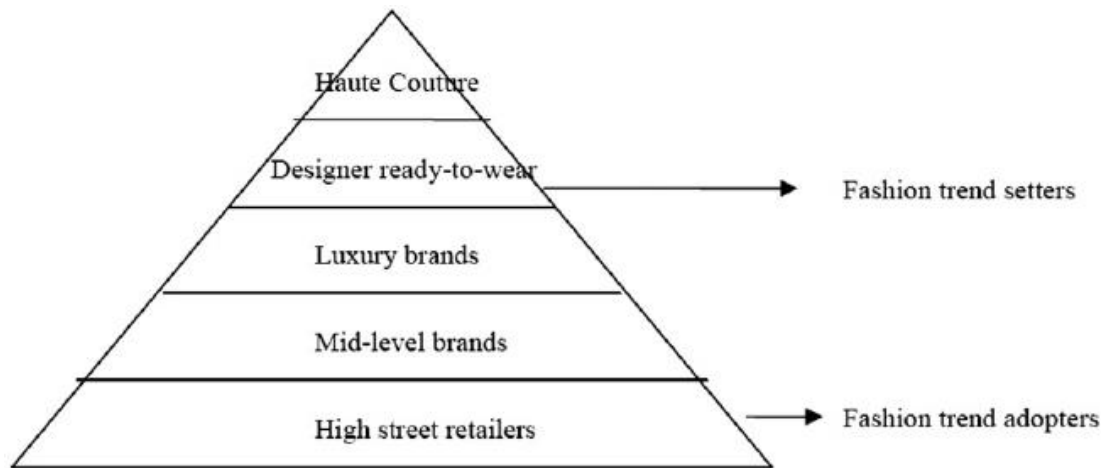 Haute Couture
Designer ready-to-wear
Fashion trend setters
Luxury brands
Mid-level brands
High street retailers
Fashion trend adopters